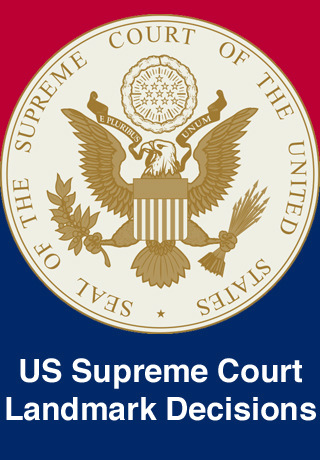 SEAL OF THE SUPREME COURT OF THE UNITED STATES
E PLURIBUS UNUM
US Supreme Court
Landmark Decisions